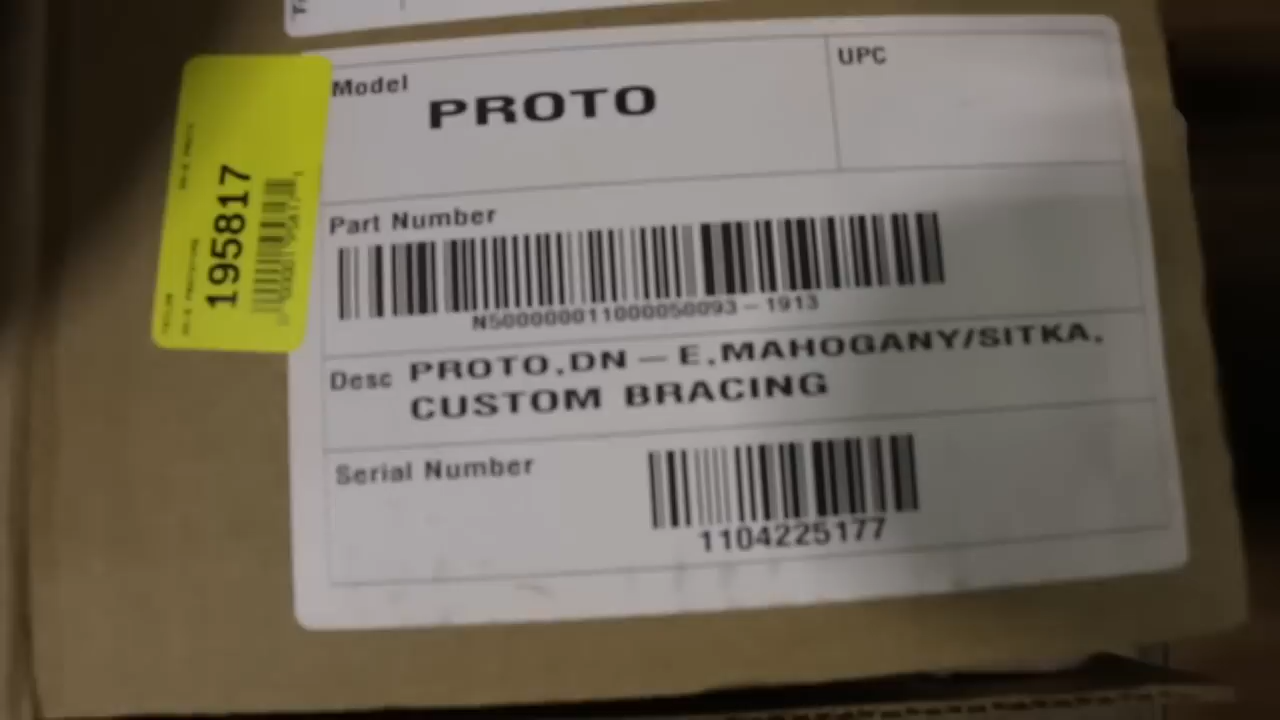 Model
PROTO
UPC
195817
Part Number
N500000011000050093-1913
Desc PROTO,DN - E.MAHOGANY/SITKA,
CUSTOM BRACING
Serial Number
1104225177